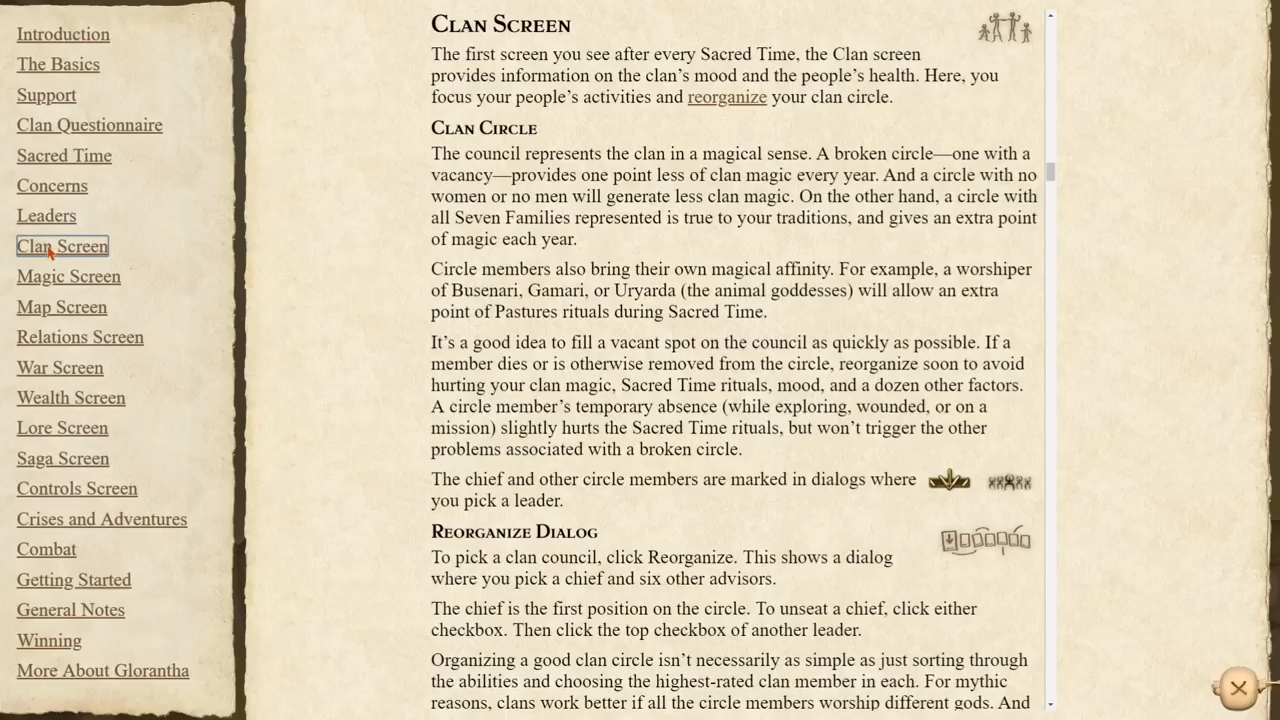 Introduction
The Basics
Support
Clan Questionnaire
Sacred Time
Concerns
Leaders
Clan Screen
Magic Screen
Map Screen
Relations Screen
War Screen
Wealth Screen
Lore Screen
Saga Screen
Controls Screen
Crises and Adventures
Combat
Getting Started
General Notes
Winning
More About Glorantha
Clan Screen
The first screen you see after every Sacred Time, the Clan screen
provides information on the clan’s mood and the people’s health. Here, you
focus your people’s activities and reorganize your clan circle.
Clan Circle
The council represents the clan in a magical sense. A broken circle—one with a
vacancy—provides one point less of clan magic every year. And a circle with no
women or no men will generate less clan magic. On the other hand, a circle with
all Seven Families represented is true to your traditions, and gives an extra point
of magic each year.
Circle members also bring their own magical affinity. For example, a worshiper
of Busenari, Gamari, or Uryarda (the animal goddesses) will allow an extra
point of Pastures rituals during Sacred Time.
It’s a good idea to fill a vacant spot on the council as quickly as possible. If a
member dies or is otherwise removed from the circle, reorganize soon to avoid
hurting your clan magic, Sacred Time rituals, mood, and a dozen other factors.
A circle member’s temporary absence (while exploring, wounded, or on a
mission) slightly hurts the Sacred Time rituals, but won’t trigger the other
problems associated with a broken circle.
The chief and other circle members are marked in dialogs where
you pick a leader.
Reorganize Dialog
To pick a clan council, click Reorganize. This shows a dialog
where you pick a chief and six other advisors.
The chief is the first position on the circle. To unseat a chief, click either
checkbox. Then click the top checkbox of another leader.
Organizing a good clan circle isn’t necessarily as simple as just sorting through
the abilities and choosing the highest-rated clan member in each. For mythic
reasons, clans work better if all the circle members worship different gods. And